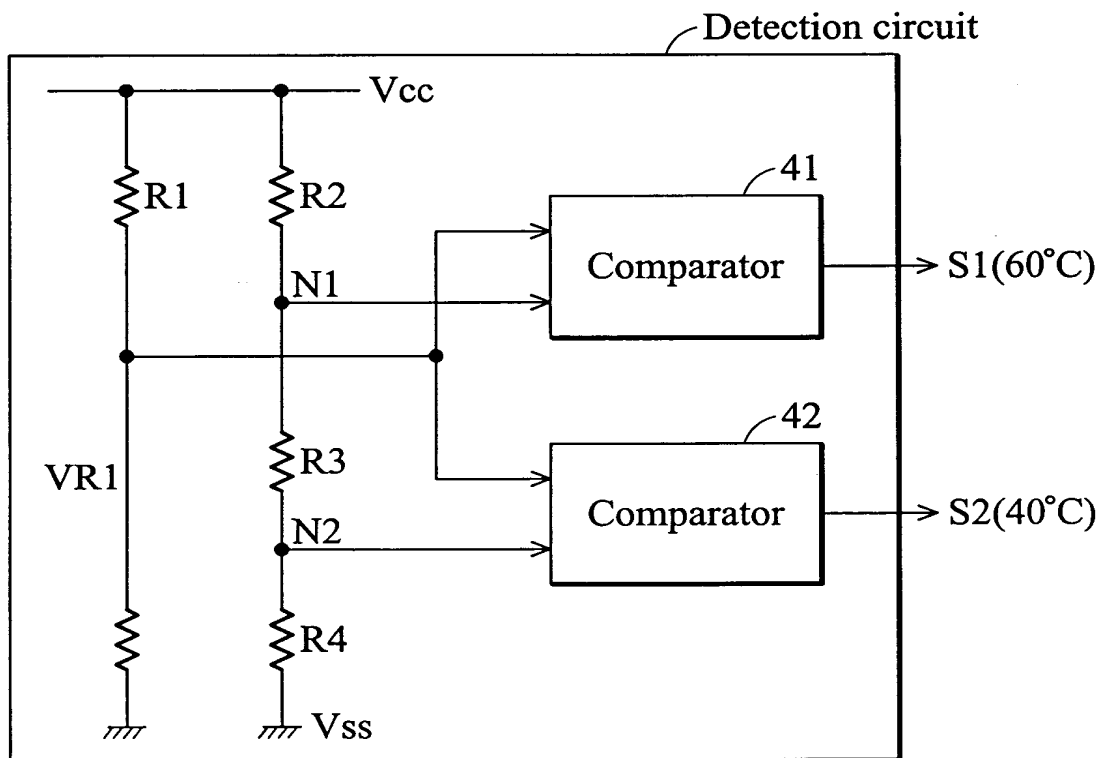 Detection circuit
Vcc
R1
R2
41
Comparator
S1(60°C)
N1
42
VR1
R3
Comparator
S2(40°C)
N2
R4
Vss